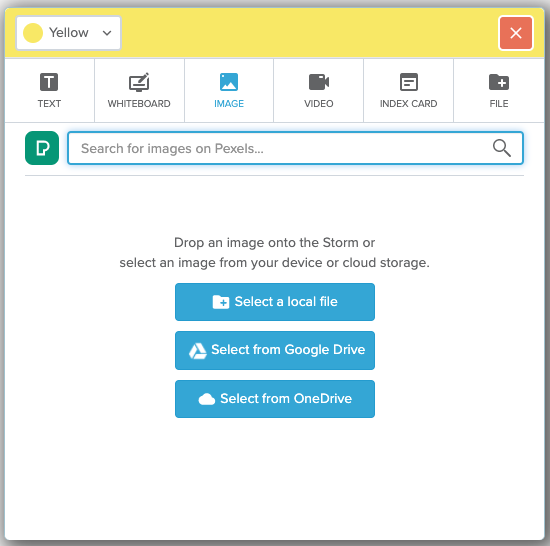 Yellow
TEXT
WHITEBOARD
IMAGE
VIDEO
INDEX CARD
FILE
Search for images on Pexels...
Drop an image onto the Storm or
select an image from your device or cloud storage.
Select a local file
Select from Google Drive
Select from OneDrive